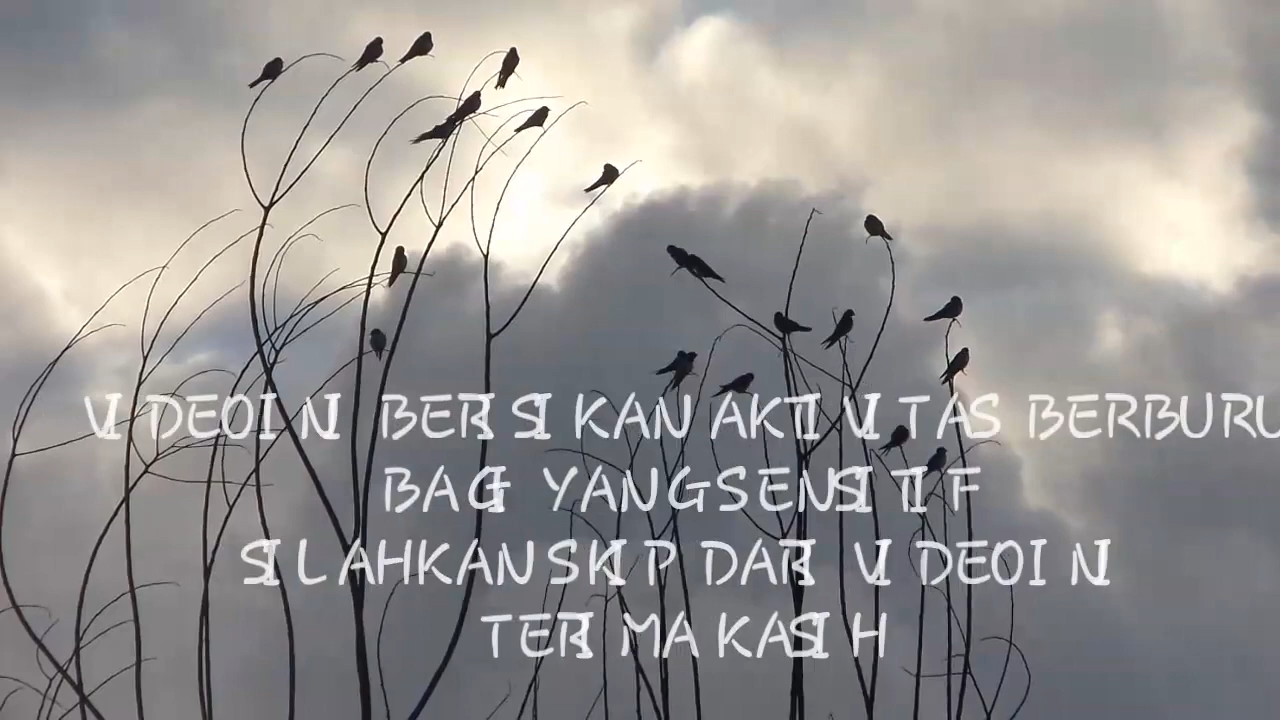 VIDEO INI BERISIKAN AKTIVITAS BERBURU
BAGI YANG SENSITIF
SILAHKAN SKIP DARI VIDEO INI
TERIMA KASIH